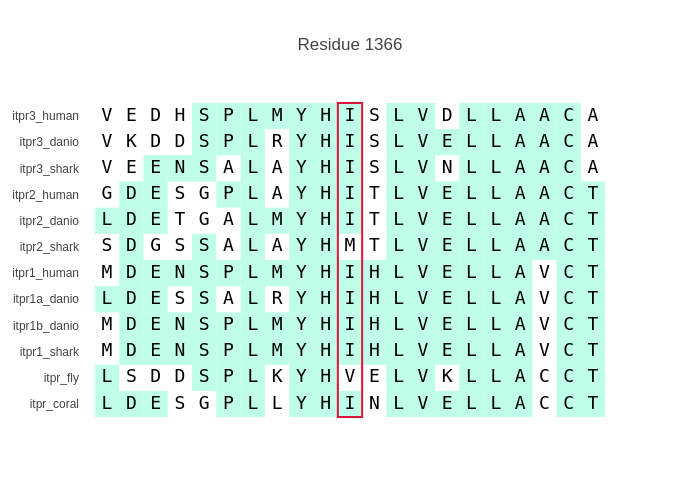 Residue 1366
itpr3_human V E D H S P L M Y H I S L V D L L A A C A
itpr3_danio V K D D S P L R Y H I S L V E L L A A C A
itpr3_shark V E E N S A L A Y H I S L V N L L A A C A
itpr2_human G D E S G P L A Y H I T L V E L L A A C T
itpr2_danio L D E T G A L M Y H I T L V E L L A A C T
itpr2_shark S D G S S A L A Y H M T L V E L L A A C T
itpr1_human M D E N S P L M Y H I H L V E L L A V C T
itpr1a_danio L D E S S A L R Y H I H L V E L L A V C T
itpr1b_danio M D E N S P L M Y H I H L V E L L A V C T
itpr1_shark M D E N S P L M Y H I H L V E L L A V C T
itpr_fly L S D D S P L K Y H V E L V K L L A C C T
itpr_coral L D E S G P L L Y H I N L V E L L A C C T